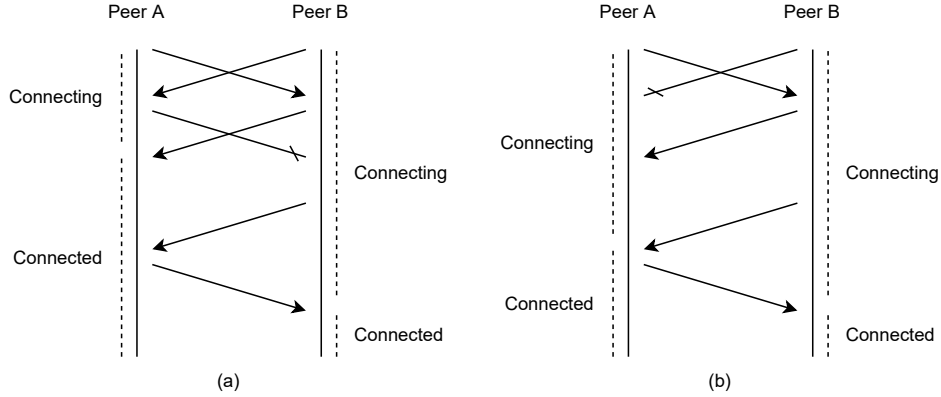 Peer A Peer B Peer A Peer B
Connecting
Connecting
Connecting Connecting
Connected
Connected
Connected Connected
(a) (b)